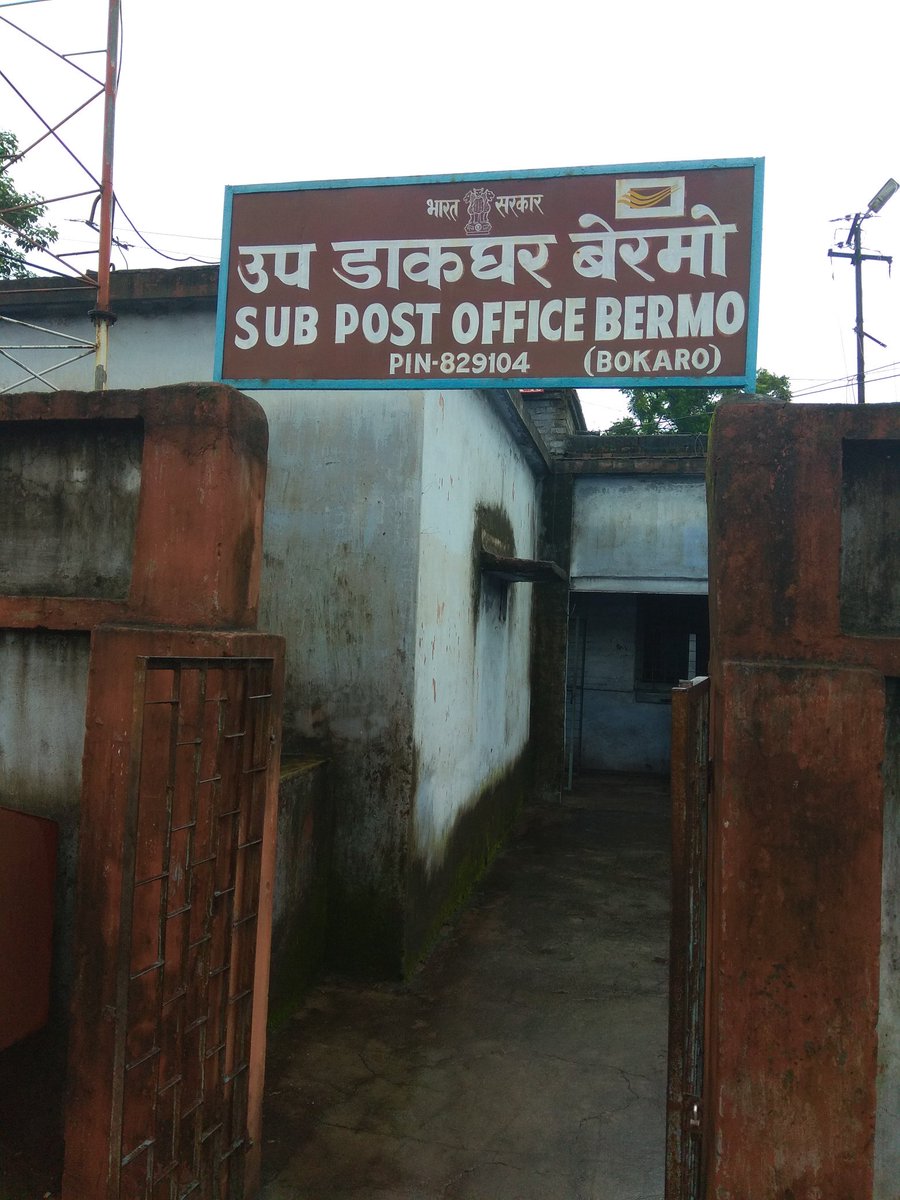 भारत सरकार
उप डाकघर बेरमो
SUB POST OFFICE BERMO
PIN-829104 (BOKARO)